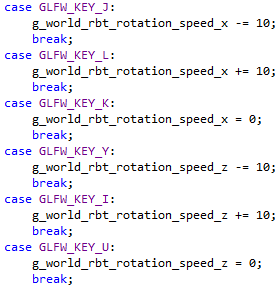 case GLFW_KEY_J:
g_world_rbt_rotation_speed_x -= 10;
break;
case GLFW_KEY_L:
g_world_rbt_rotation_speed_x += 10;
break;
case GLFW_KEY_K:
g_world_rbt_rotation_speed_x = 0;
break;
case GLFW_KEY_Y:
g_world_rbt_rotation_speed_z -= 10;
break;
case GLFW_KEY_I:
g_world_rbt_rotation_speed_z += 10;
break;
case GLFW_KEY_U:
g_world_rbt_rotation_speed_z = 0;
break;